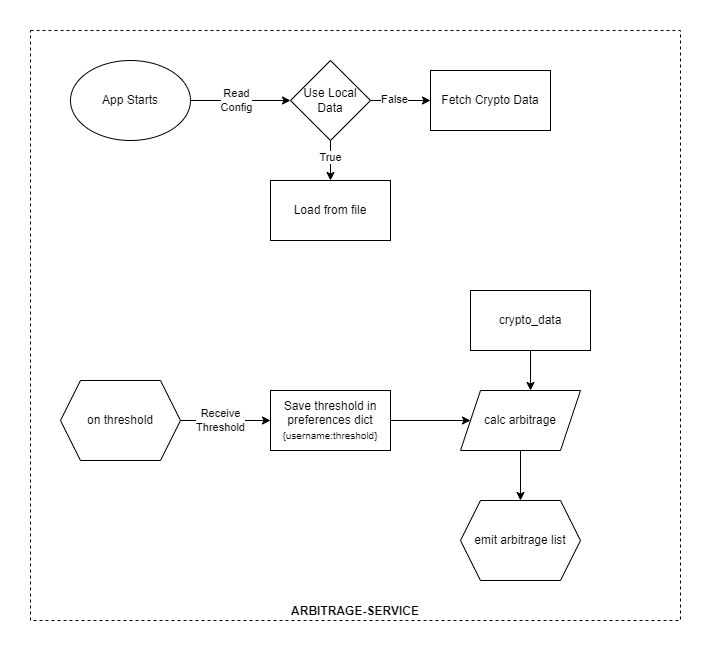 App Starts
Read
Config
Use Local
Data
False
Fetch Crypto Data
True
Load from file
crypto_data
on threshold
Receive
Threshold
Save threshold in
preferences dict
{username:threshold}
calc arbitrage
emit arbitrage list
ARBITRAGE-SERVICE